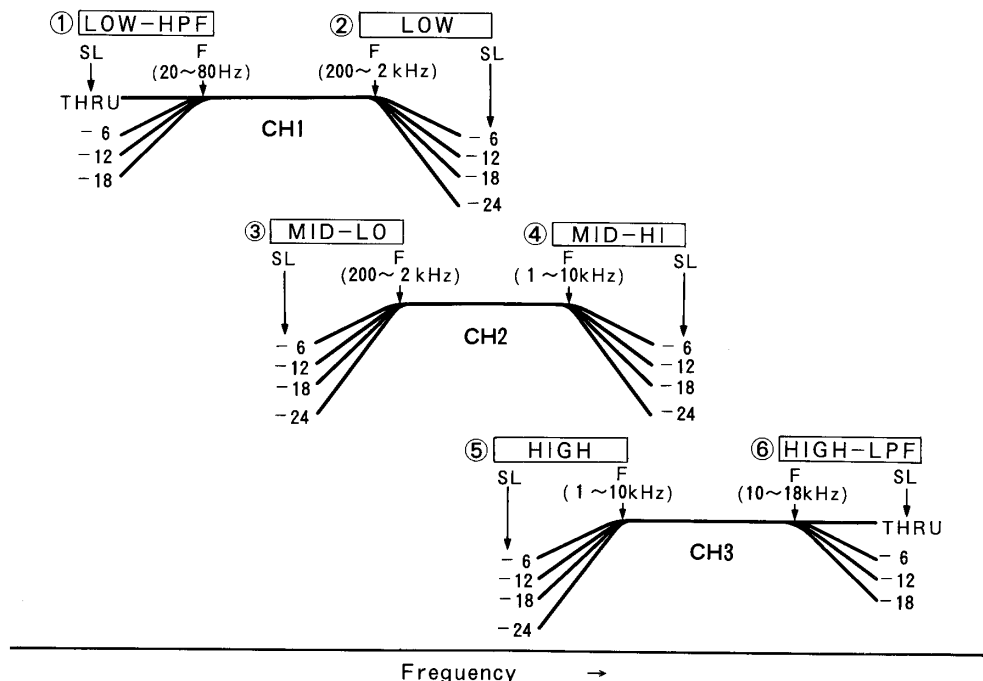 ① LOW-HPF ② LOW
SL F F SL
(20~80Hz) (200~2kHz)
THRU
CH1
-6 -6
-12 -12
-18 -18
-24
③ MID-LO ④ MID-HI
SL F F SL
(200~2kHz) (1~10kHz)
CH2
-6 -6
-12 -12
-18 -18
-24 -24
⑤ HIGH ⑥ HIGH-LPF
SL F F SL
(1~10kHz) (10~18kHz)
THRU
CH3
-6 -6
-12 -12
-18 -18
-24
Freguency →